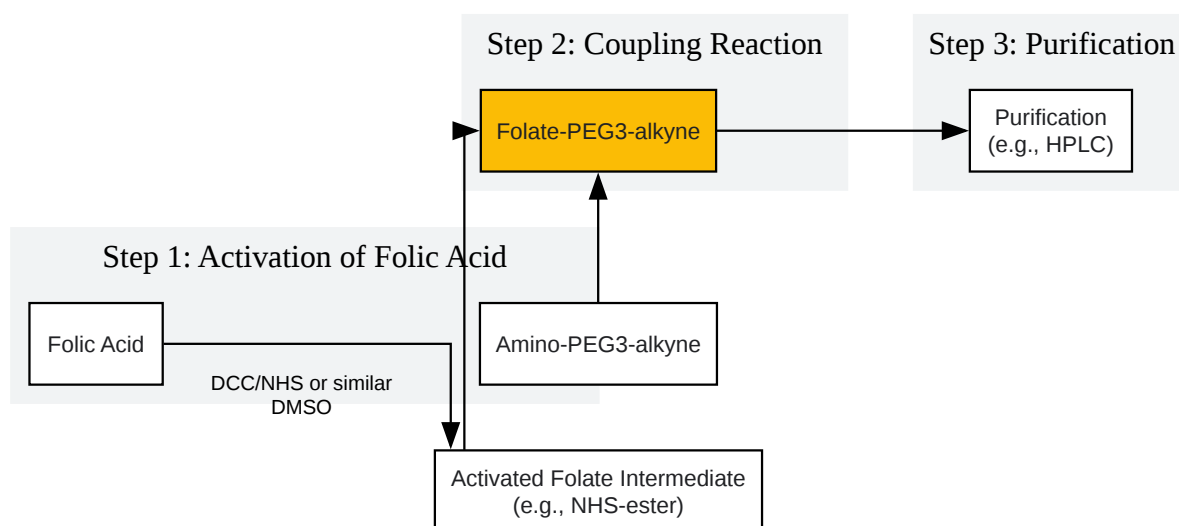 Step 2: Coupling Reaction
Step 3: Purification
Folate-PEG3-alkyne
Purification
(e.g., HPLC)
Step 1: Activation of Folic Acid
Folic Acid
Amino-PEG3-alkyne
DCC/NHS or similar
DMSO
Activated Folate Intermediate
(e.g., NHS-ester)